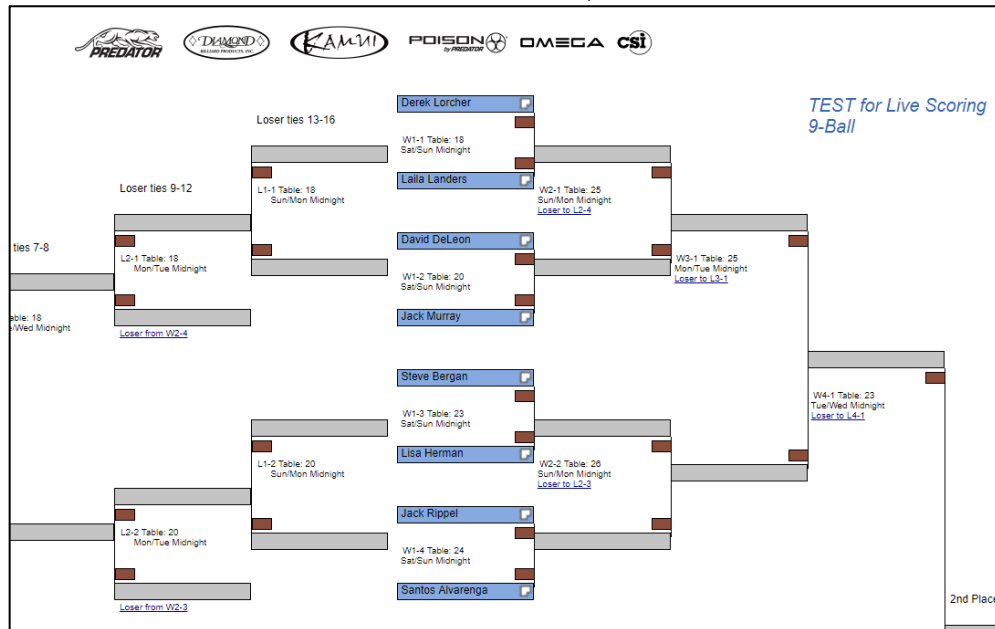 PREDATOR
DIAMOND
BILLIARD PRODUCTS, INC.
KAMUI
POISON
by PREDATOR
OMEGA
csi
TEST for Live Scoring
9-Ball
Derek Lorcher
W1-1 Table: 18
Sat/Sun Midnight
Laila Landers
David DeLeon
W1-2 Table: 20
Sat/Sun Midnight
Jack Murray
Steve Bergan
W1-3 Table: 23
Sat/Sun Midnight
Lisa Herman
Jack Rippel
W1-4 Table: 24
Sat/Sun Midnight
Santos Alvarenga
Loser ties 13-16
L1-1 Table: 18
Sun/Mon Midnight
L1-2 Table: 20
Sun/Mon Midnight
Loser ties 9-12
L2-1 Table: 18
Mon/Tue Midnight
Loser from W2-4
L2-2 Table: 20
Mon/Tue Midnight
Loser from W2-3
ties 7-8
able: 18
e/Wed Midnight
W2-1 Table: 25
Sun/Mon Midnight
Loser to L2-4
W2-2 Table: 26
Sun/Mon Midnight
Loser to L2-3
W3-1 Table: 25
Mon/Tue Midnight
Loser to L3-1
W4-1 Table: 23
Tue/Wed Midnight
Loser to L4-1
2nd Place